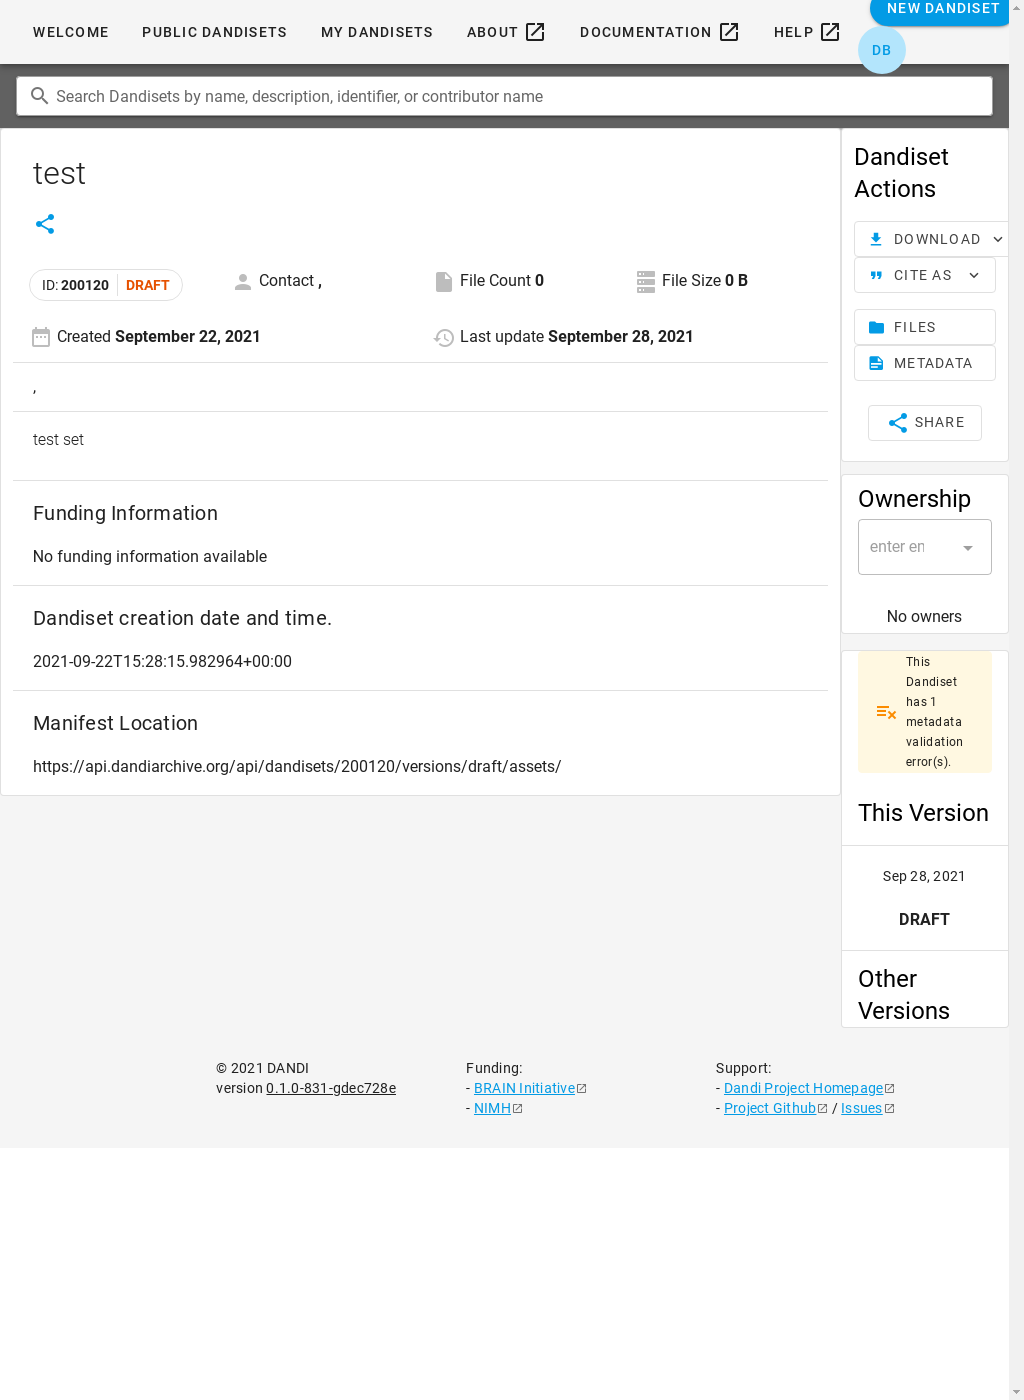 WELCOME PUBLIC DANDISETS MY DANDISETS ABOUT DOCUMENTATION HELP NEW DANDISET
DB
Search Dandisets by name, description, identifier, or contributor name
test
ID: 200120 DRAFT Contact , File Count 0 File Size 0 B
Created September 22, 2021 Last update September 28, 2021
,
test set
Funding Information
No funding information available
Dandiset creation date and time.
2021-09-22T15:28:15.982964+00:00
Manifest Location
https://api.dandiarchive.org/api/dandisets/200120/versions/draft/assets/
Dandiset
Actions
DOWNLOAD
CITE AS
FILES
METADATA
SHARE
Ownership
enter en
No owners
This
Dandiset
has 1
metadata
validation
error(s).
This Version
Sep 28, 2021
DRAFT
Other
Versions
© 2021 DANDI
version 0.1.0-831-gdec728e
Funding:
- BRAIN Initiative
- NIMH
Support:
- Dandi Project Homepage
- Project Github / Issues